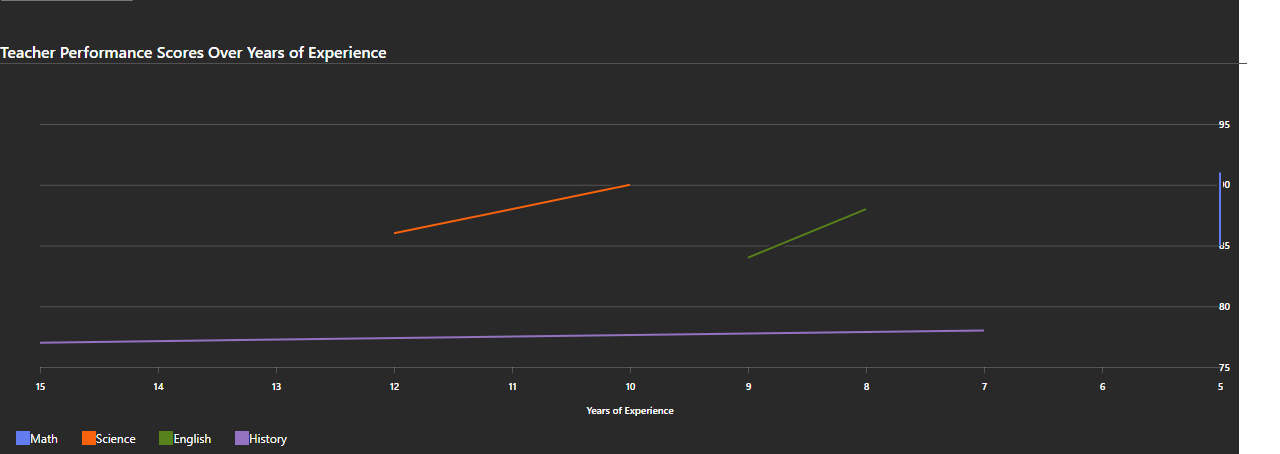 Teacher Performance Scores Over Years of Experience
95
80
75
15 14 13 12 11 10 9 8 7 6 5
Years of Experience
Math Science English History